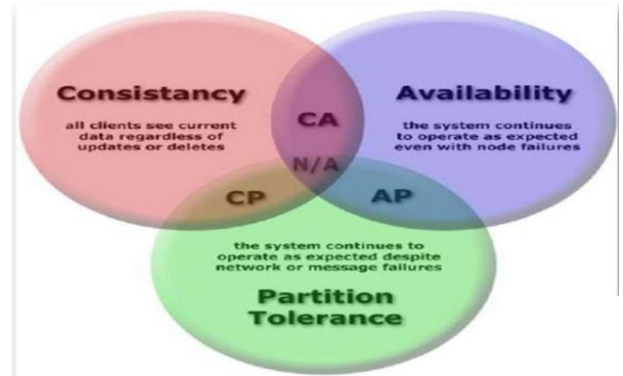 Consistancy
all clients see current
data regardless of
updates or deletes
Availability
the system continues
to operate as expected
even with node failures
CA
N/A
CP
AP
the system continues to
operate as expected despite
network or message failures
Partition
Tolerance